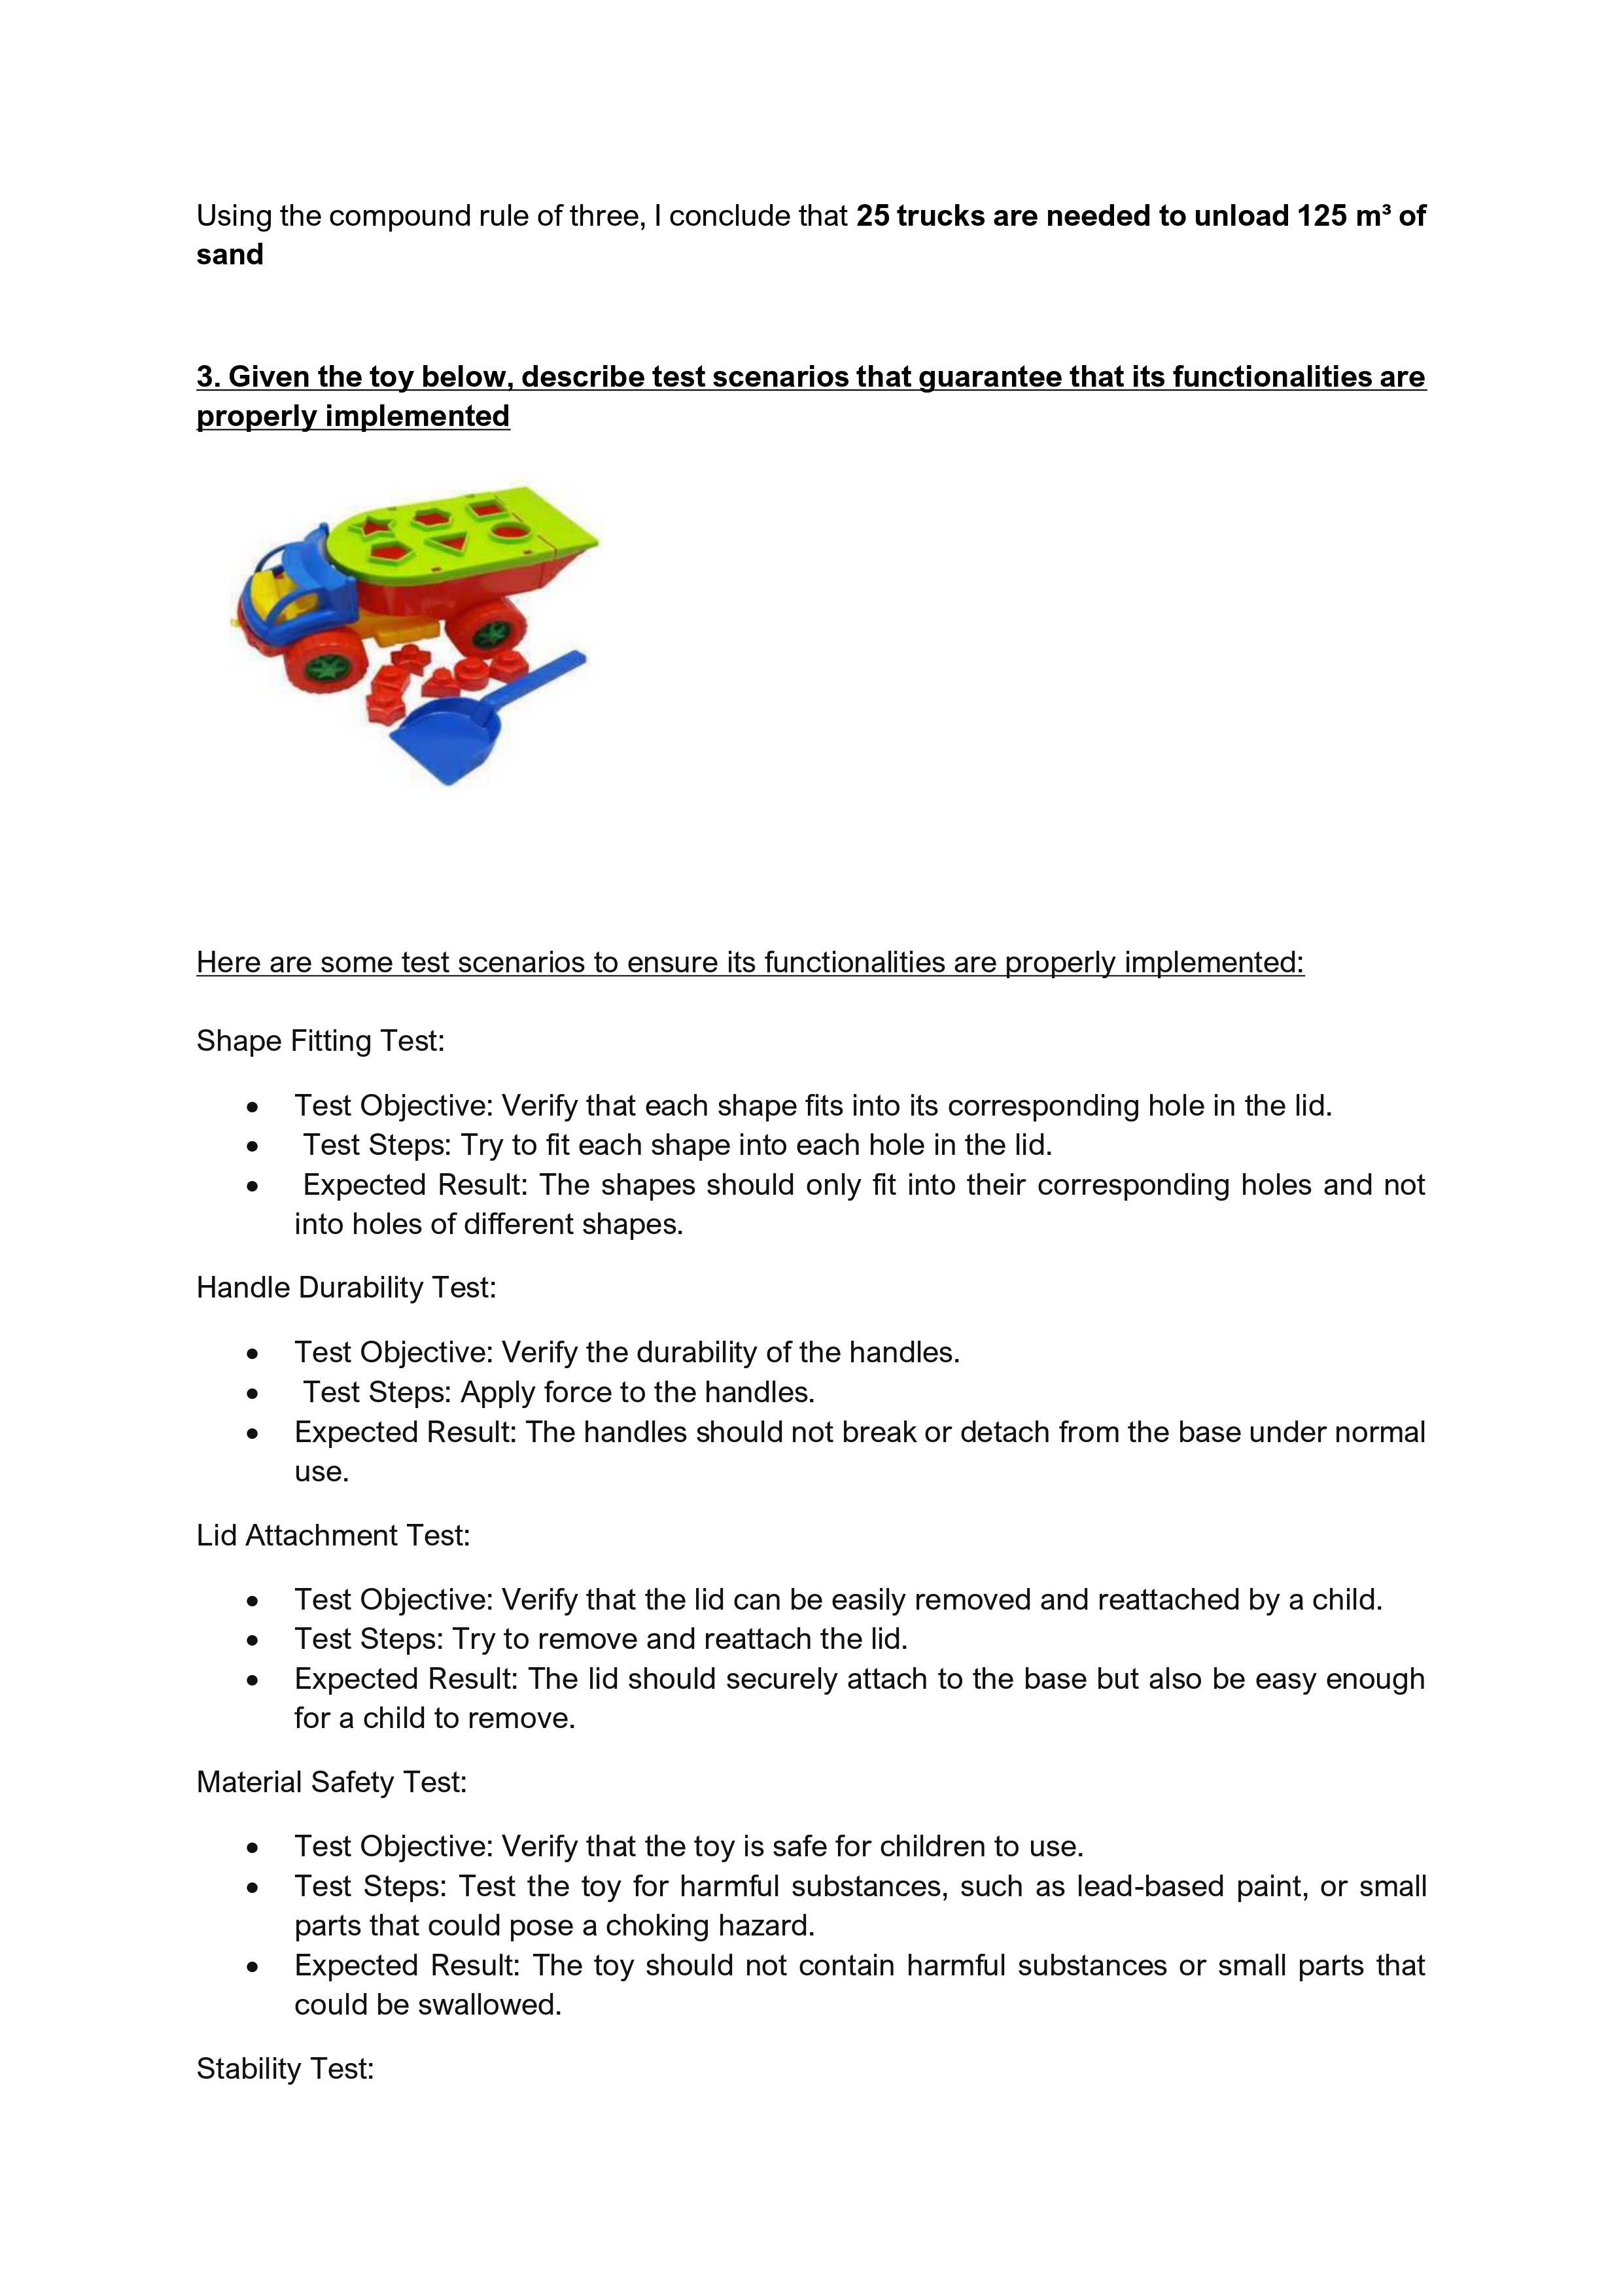 Using the compound rule of three, I conclude that 25 trucks are needed to unload 125 m³ of
sand
3. Given the toy below, describe test scenarios that guarantee that its functionalities are
properly implemented
Here are some test scenarios to ensure its functionalities are properly implemented:
Shape Fitting Test:
• Test Objective: Verify that each shape fits into its corresponding hole in the lid.
• Test Steps: Try to fit each shape into each hole in the lid.
• Expected Result: The shapes should only fit into their corresponding holes and not
into holes of different shapes.
Handle Durability Test:
• Test Objective: Verify the durability of the handles.
• Test Steps: Apply force to the handles.
• Expected Result: The handles should not break or detach from the base under normal
use.
Lid Attachment Test:
• Test Objective: Verify that the lid can be easily removed and reattached by a child.
• Test Steps: Try to remove and reattach the lid.
• Expected Result: The lid should securely attach to the base but also be easy enough
for a child to remove.
Material Safety Test:
• Test Objective: Verify that the toy is safe for children to use.
• Test Steps: Test the toy for harmful substances, such as lead-based paint, or small
parts that could pose a choking hazard.
• Expected Result: The toy should not contain harmful substances or small parts that
could be swallowed.
Stability Test: